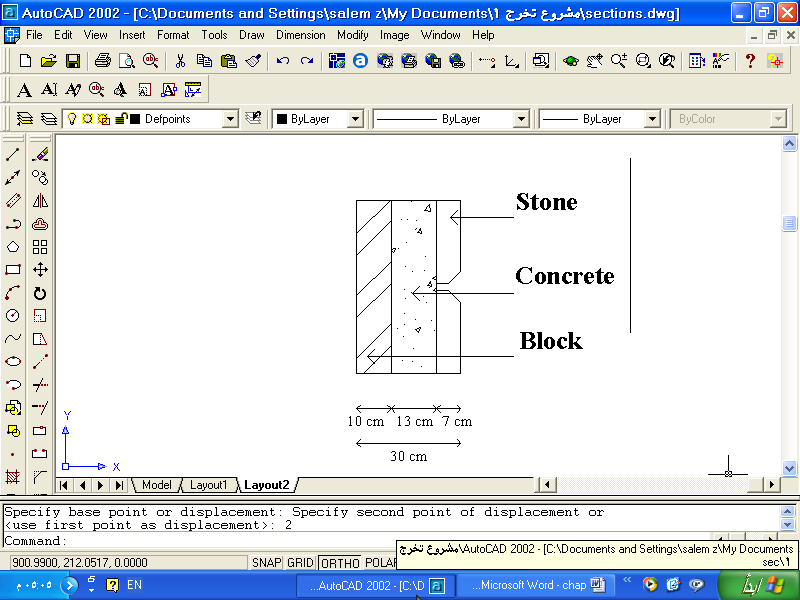 AutoCAD 2002 - [C:\Documents and Settings\salem z\My Documents\مشروع تخرج ١\sections.dwg]
File Edit View Insert Format Tools Draw Dimension Modify Image Window Help
Defpoints ByLayer ByLayer ByLayer ByColor
Stone
Concrete
Block
10 cm 13 cm 7 cm
30 cm
Y
X
Model Layout1 Layout2
Specify base point or displacement: Specify second point of displacement or
<use first point as displacement>: 2
Command:
900.9900, 212.0517, 0.0000 SNAP GRID ORTHO POLAR
AutoCAD 2002 - [C:\Documents and Settings\salem z\My Documents\مشروع تخرج
١\sec
٠٥:٠٥ م EN ...AutoCAD 2002 - [C:\D ...Microsoft Word - chap ابدأ